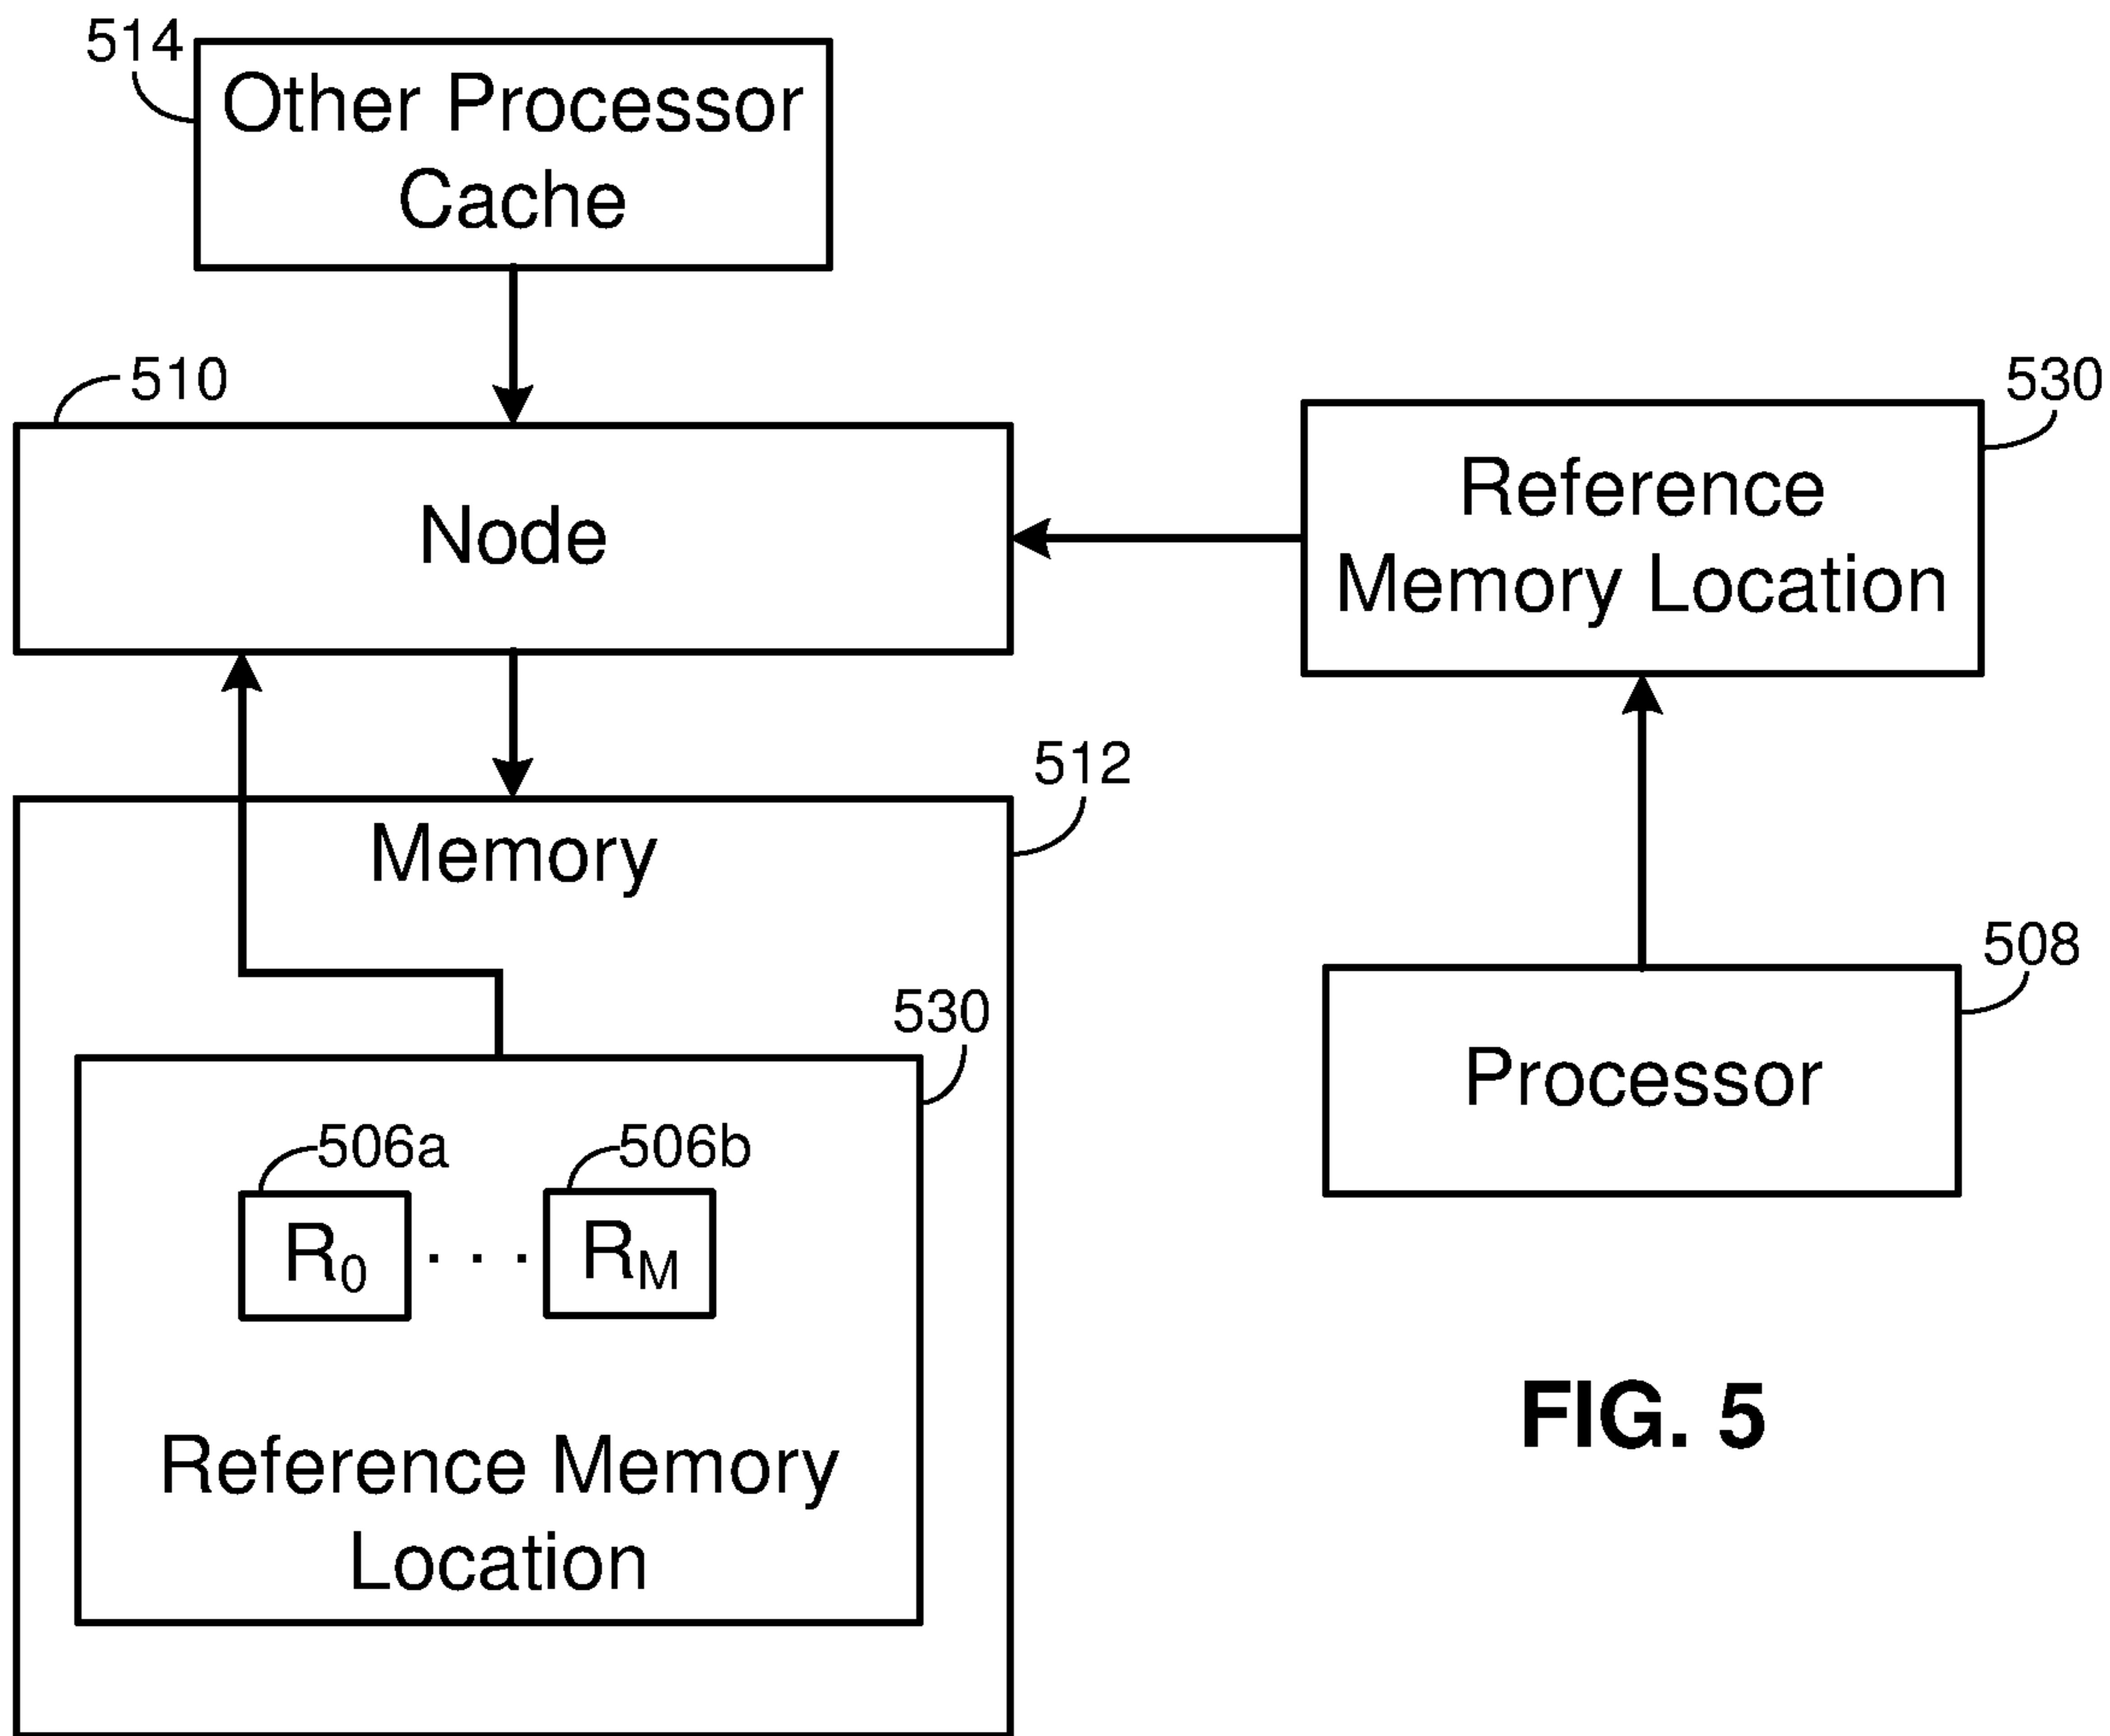 514
Other Processor
Cache
510
Node
530
Reference
Memory Location
512
Memory
508
Processor
530
506a
506b
R₀ . . . R_M
Reference Memory
Location
FIG. 5